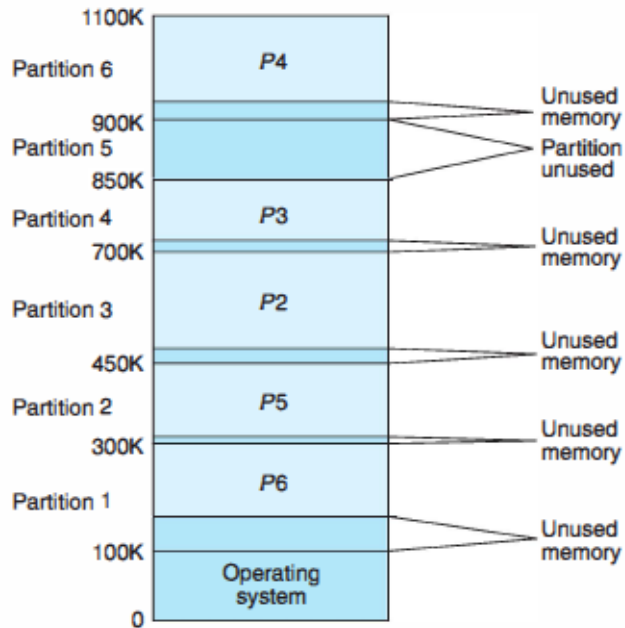 1100K
Partition 6
P4
Unused
memory
900K
Partition 5
Partition
unused
850K
Partition 4
P3
Unused
memory
700K
Partition 3
P2
Unused
memory
450K
Partition 2
P5
Unused
memory
300K
P6
Partition 1
Unused
memory
100K
Operating
system
0